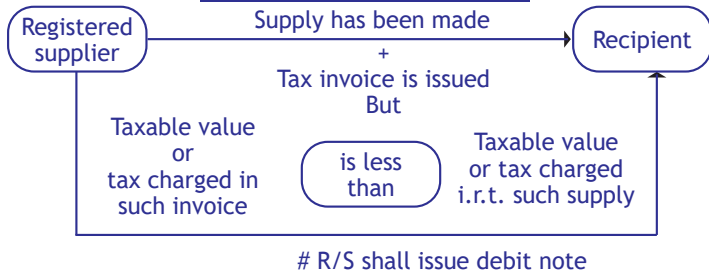 Registered
supplier
Supply has been made
+
Tax invoice is issued
But
Recipient
Taxable value
or
tax charged in
such invoice
is less
than
Taxable value
or tax charged
i.r.t. such supply
# R/S shall issue debit note